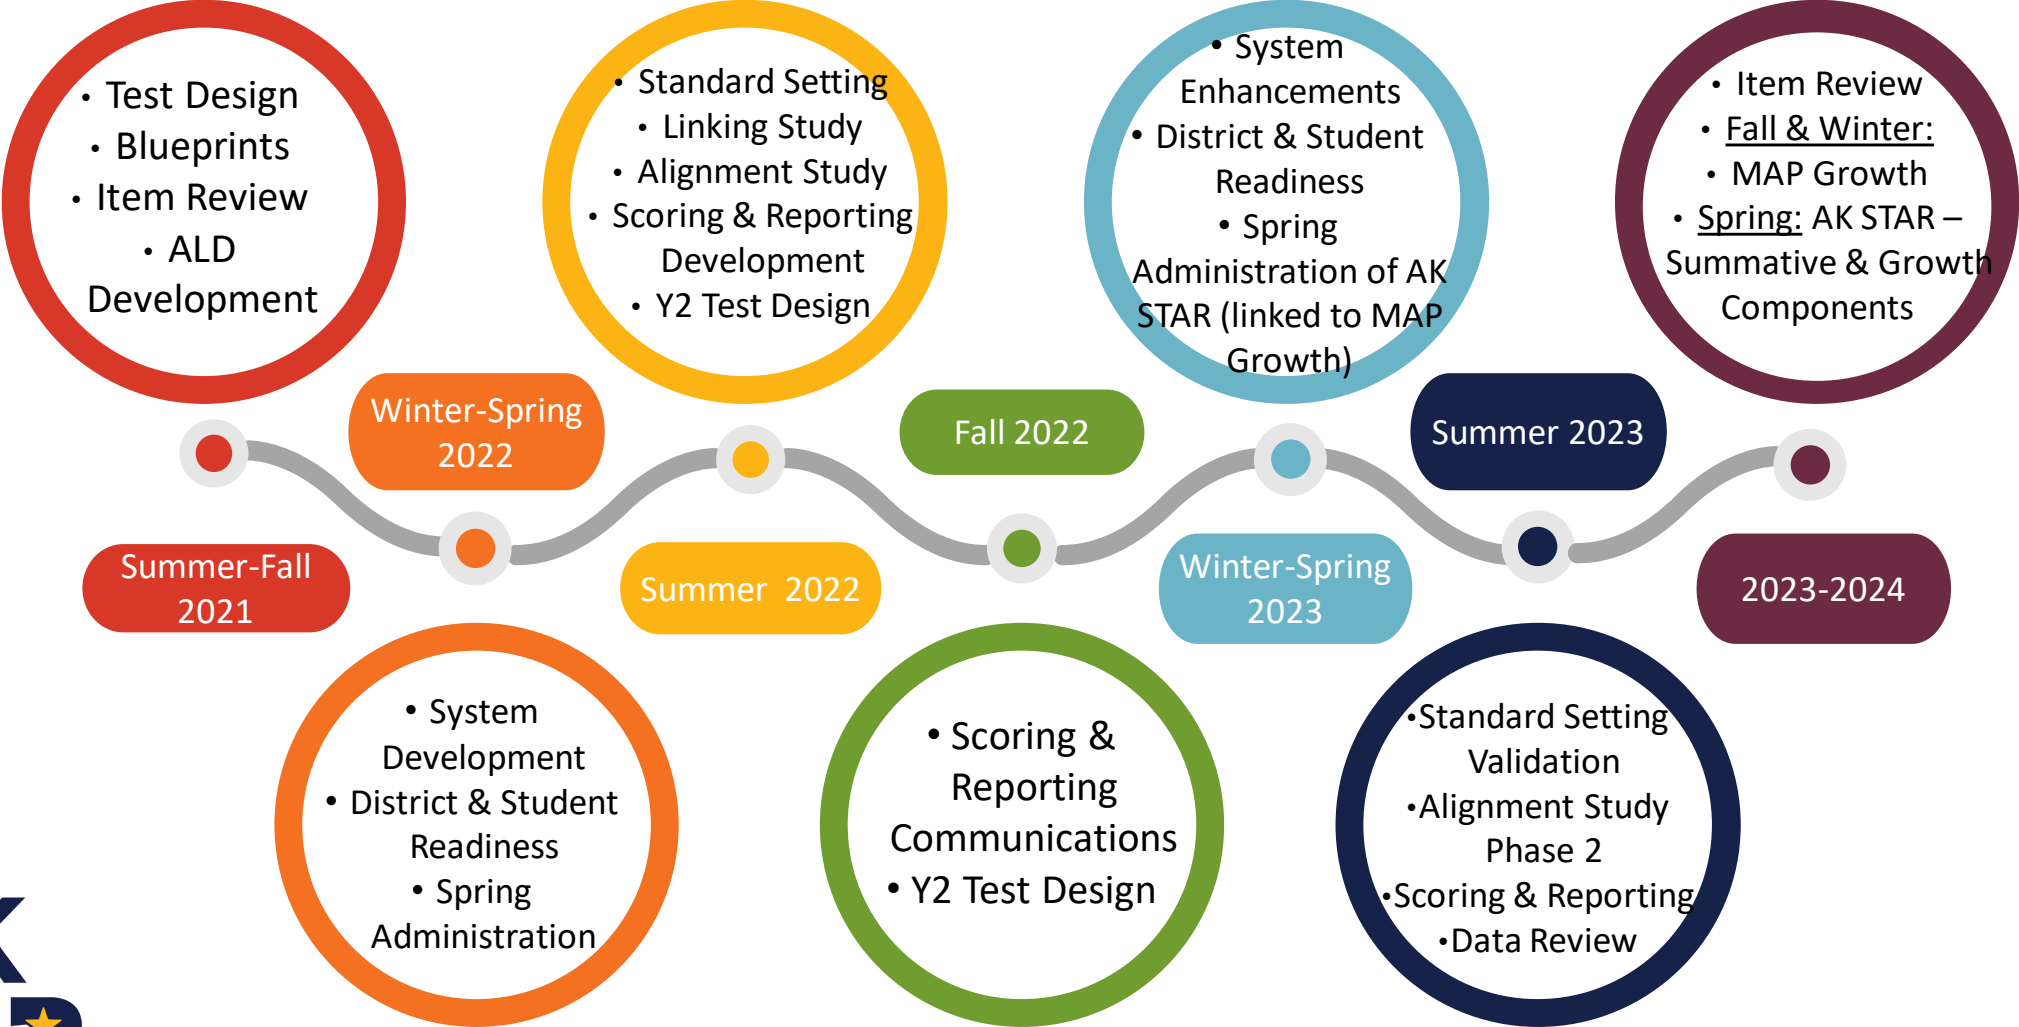 • Test Design
• Blueprints
• Item Review
• ALD
Development
• Standard Setting
• Linking Study
• Alignment Study
• Scoring & Reporting
Development
• Y2 Test Design
• System
Enhancements
• District & Student
Readiness
• Spring
Administration of AK
STAR (linked to MAP
Growth)
• Item Review
• Fall & Winter:
• MAP Growth
• Spring: AK STAR –
Summative & Growth
Components
Winter-Spring
2022
Fall 2022
Summer 2023
Summer-Fall
2021
Summer 2022
Winter-Spring
2023
2023-2024
• System
Development
• District & Student
Readiness
• Spring
Administration
• Scoring &
Reporting
Communications
• Y2 Test Design
•Standard Setting
Validation
•Alignment Study
Phase 2
•Scoring & Reporting
•Data Review